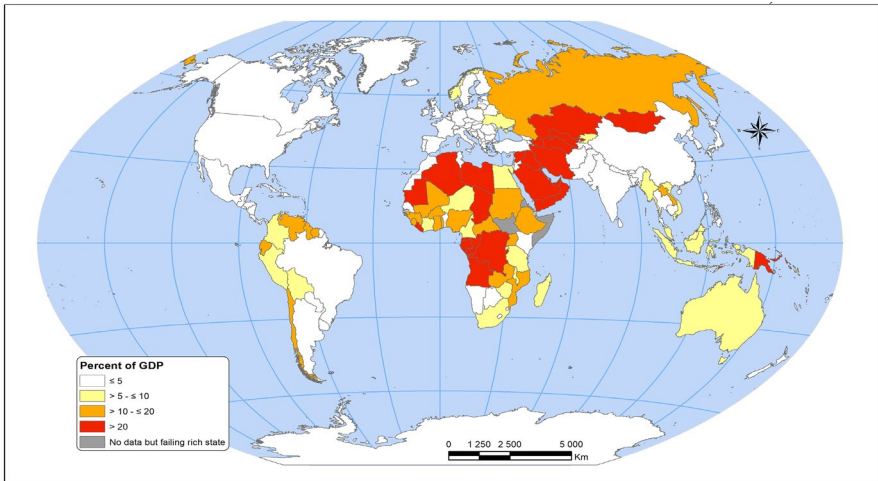 N
W
E
S
Percent of GDP
≤ 5
> 5 - ≤ 10
> 10 - ≤ 20
> 20
No data but failing rich state
0 1 250 2 500 5 000
Km